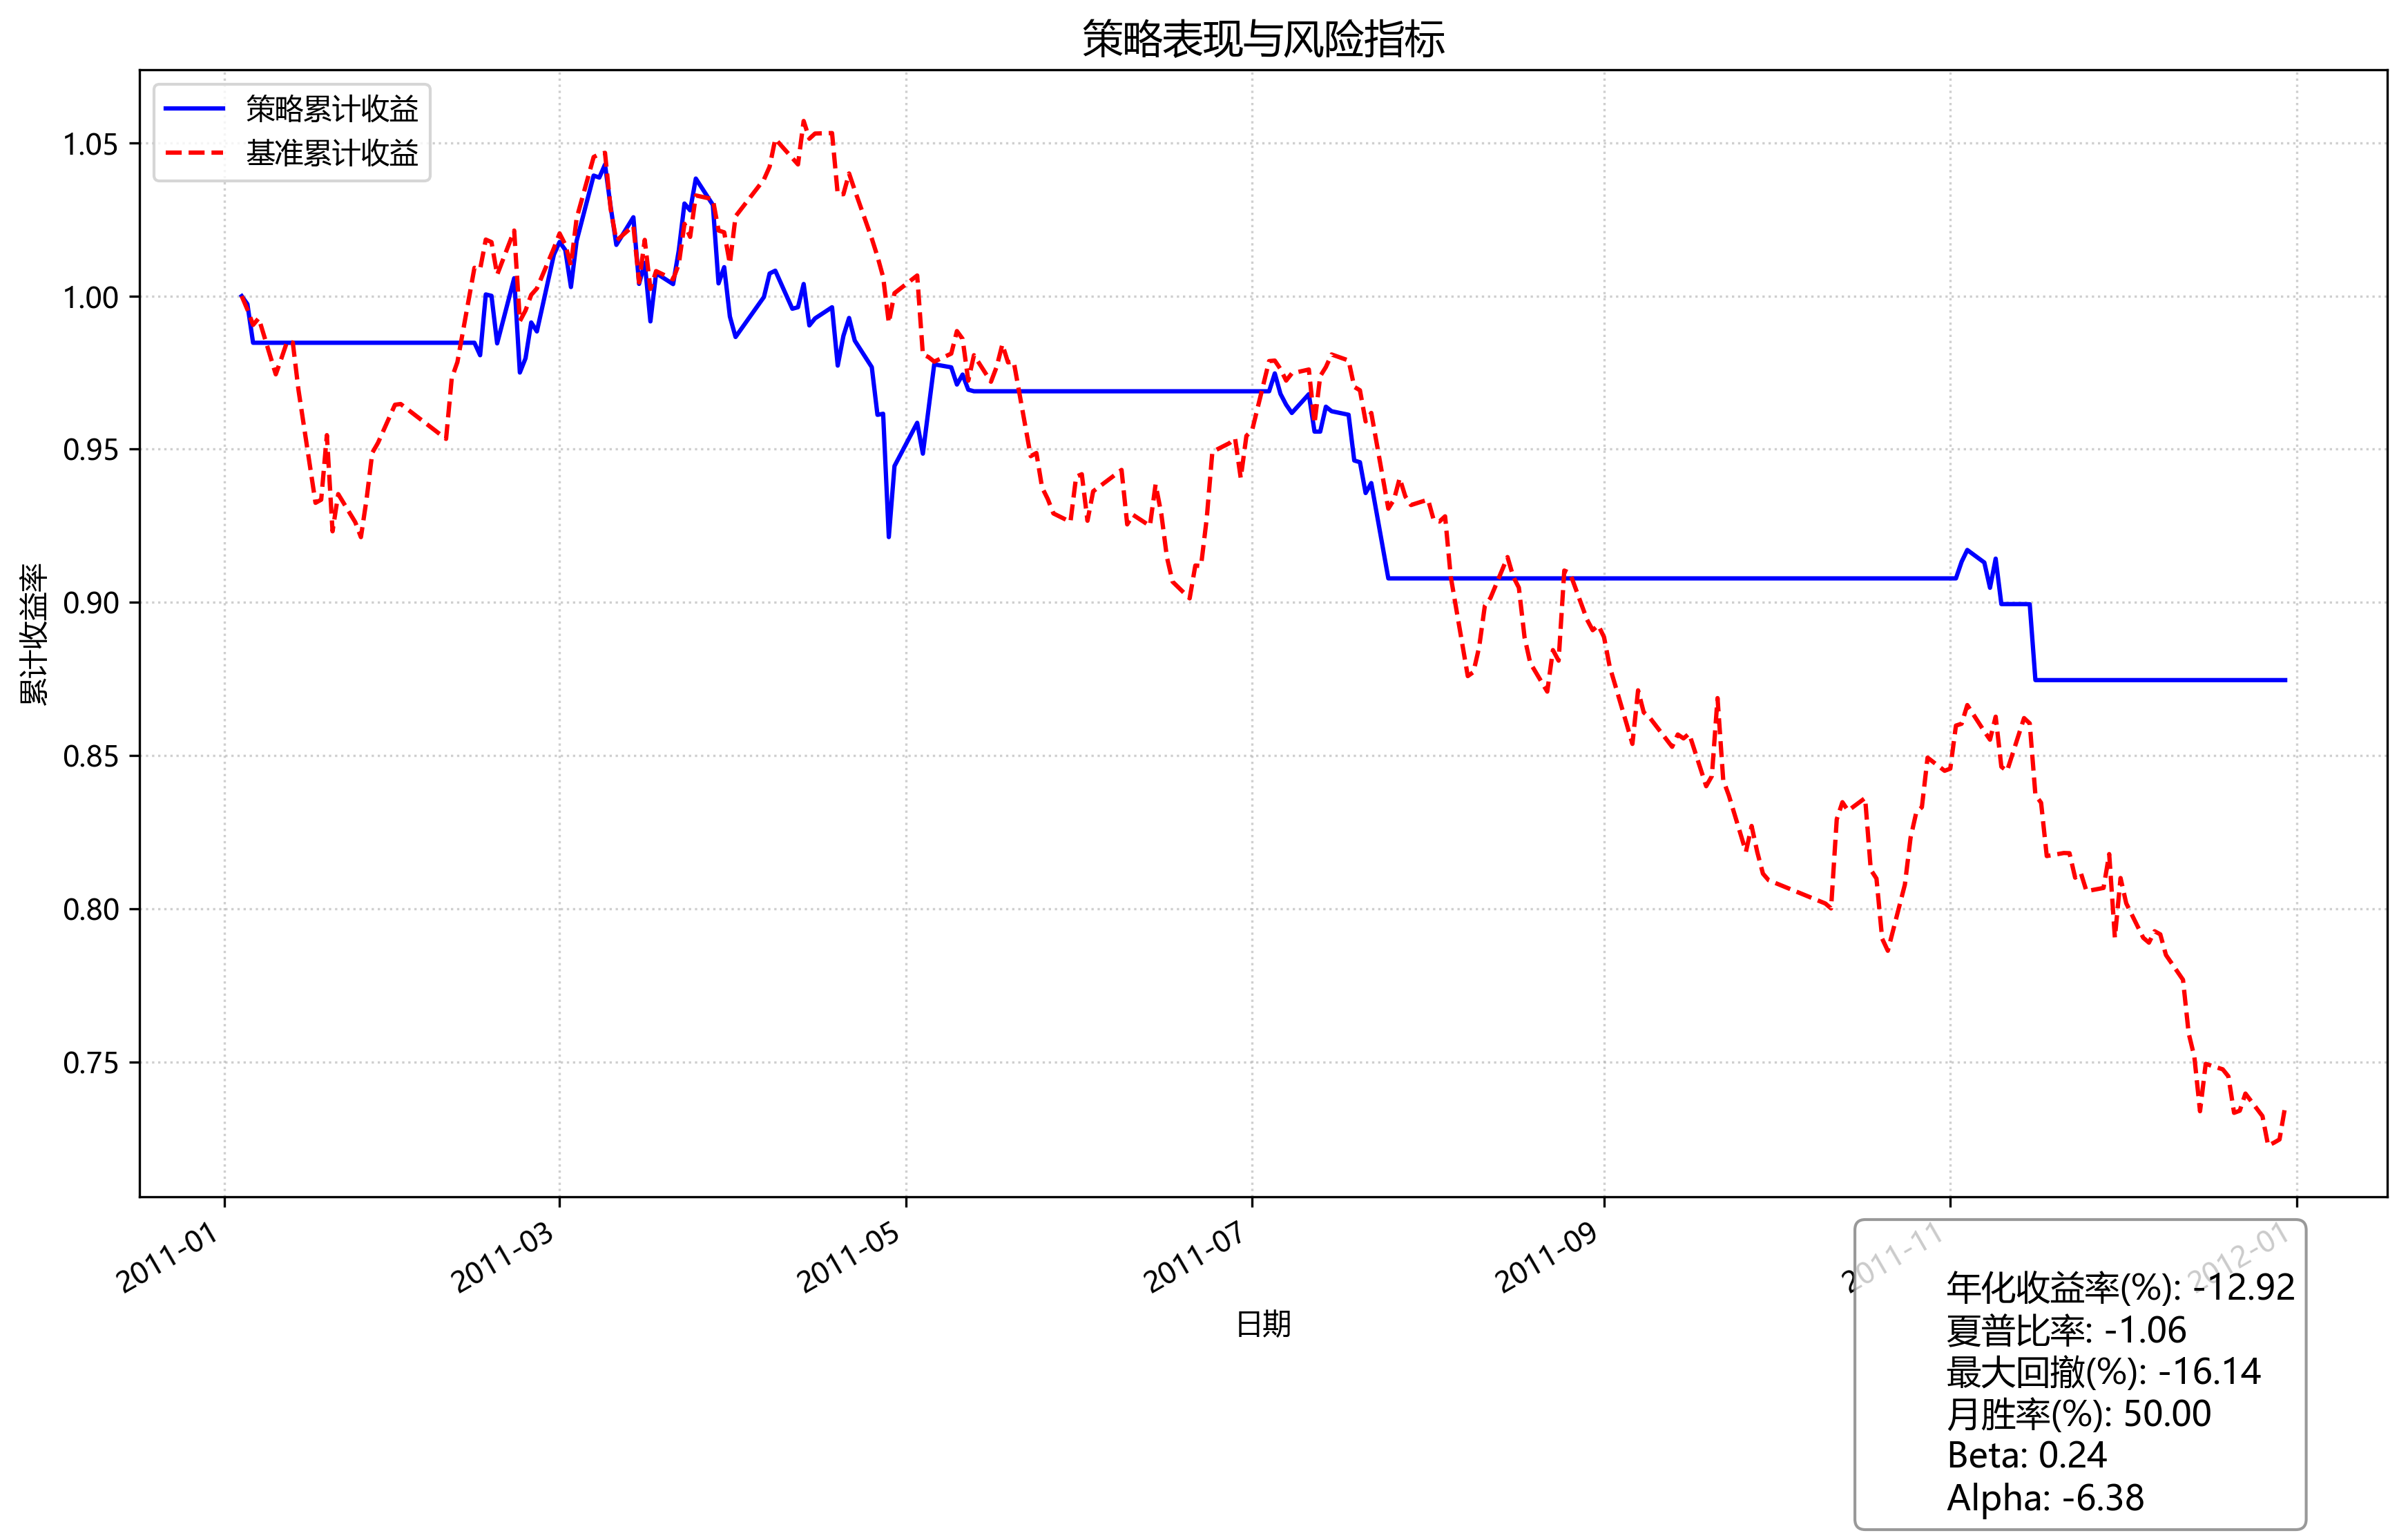 策略表现与风险指标
策略累计收益
基准累计收益
1.05
1.00
0.95
0.90
0.85
0.80
0.75
累计收益率
2011-01
2011-03
2011-05
2011-07
2011-09
2011-11
2012-01
日期
年化收益率(%): -12.92
夏普比率: -1.06
最大回撤(%): -16.14
月胜率(%): 50.00
Beta: 0.24
Alpha: -6.38